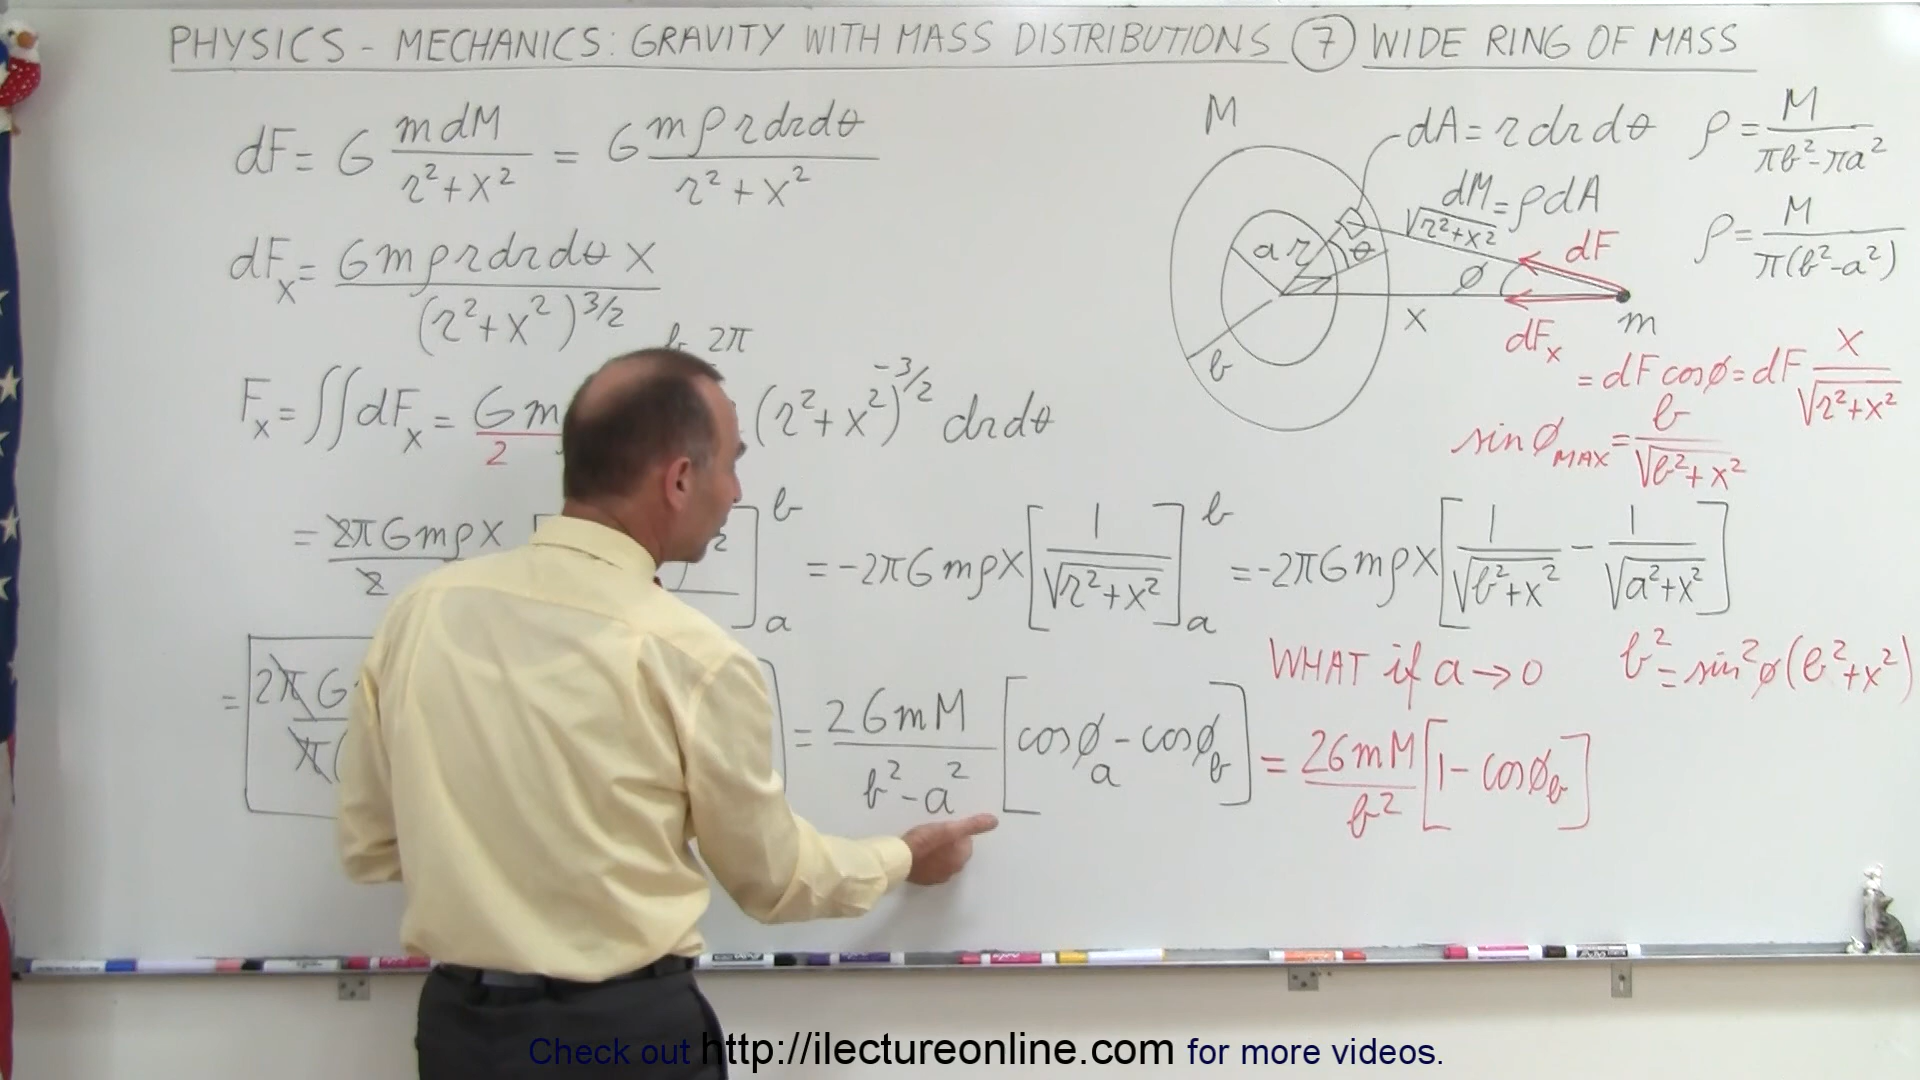 PHYSICS - MECHANICS: GRAVITY WITH MASS DISTRIBUTIONS ⑦ WIDE RING OF MASS
dF = G mdM / r²+x² = G mρrdrdθ / r²+x²
dFx = Gmρrdrdθ x / (r²+x²)^3/2
Fx = ∫∫dFx = Gm / 2
2π
(r²+x²)^-3/2 drdθ
= 2πGmρx / 2
]ₐᵇ = -2πGmρx [1/√(r²+x²)]ₐᵇ = -2πGmρx [1/√(b²+x²) - 1/√(a²+x²)]
= 2πG / π(
= 2GmM / b²-a² [cosφa - cosφb] = 2GmM / b² [1 - cosφb]
M
dA = rdrdθ
dM = ρdA
√(r²+x²)
a r θ φ
b
x
m
dF
dFx
= dF cosφ = dF x/√(r²+x²)
sinφMAX = b/√(b²+x²)
ρ = M / πb²-πa²
ρ = M / π(b²-a²)
WHAT if a → 0
b² = sin²φ(b²+x²)
Check out http://ilectureonline.com for more videos.